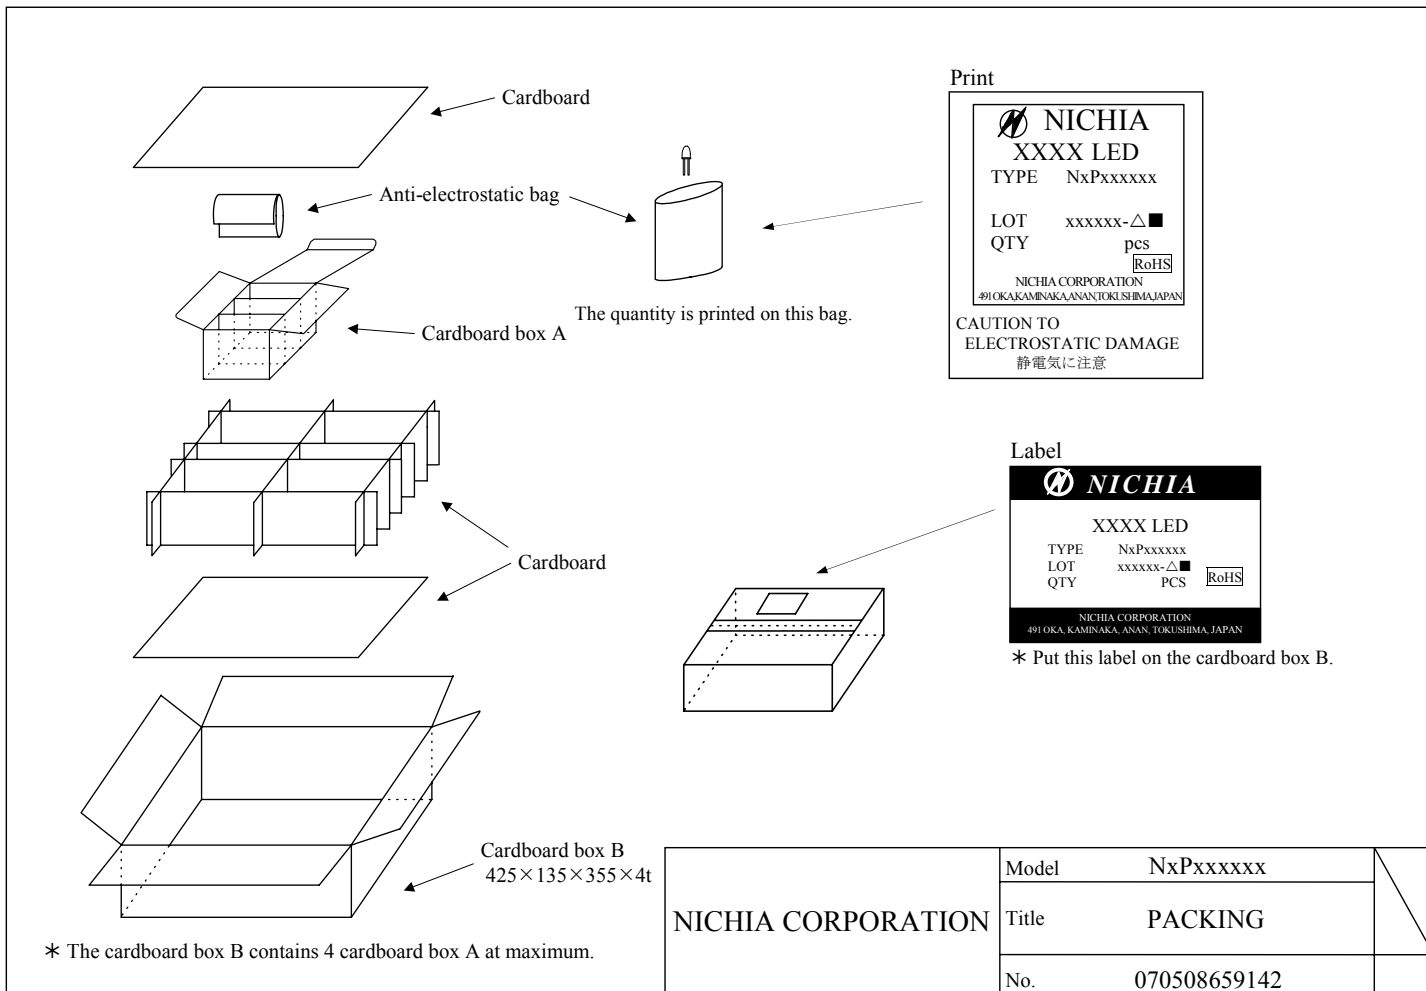 Cardboard
Anti-electrostatic bag
Cardboard box A
The quantity is printed on this bag.
Print
NICHIA
XXXX LED
TYPE NxPxxxxxx
LOT xxxxxx-△■
QTY pcs
RoHS
NICHIA CORPORATION
491 OKA,KAMINAKA,ANAN,TOKUSHIMA,JAPAN
CAUTION TO
ELECTROSTATIC DAMAGE
静電気に注意
Cardboard
Label
NICHIA
XXXX LED
TYPE NxPxxxxxx
LOT xxxxxx-△■
QTY PCS
RoHS
NICHIA CORPORATION
491 OKA, KAMINAKA, ANAN, TOKUSHIMA, JAPAN
＊ Put this label on the cardboard box B.
Cardboard box B
425×135×355×4t
＊ The cardboard box B contains 4 cardboard box A at maximum.
NICHIA CORPORATION
Model NxPxxxxxx
Title PACKING
No. 070508659142